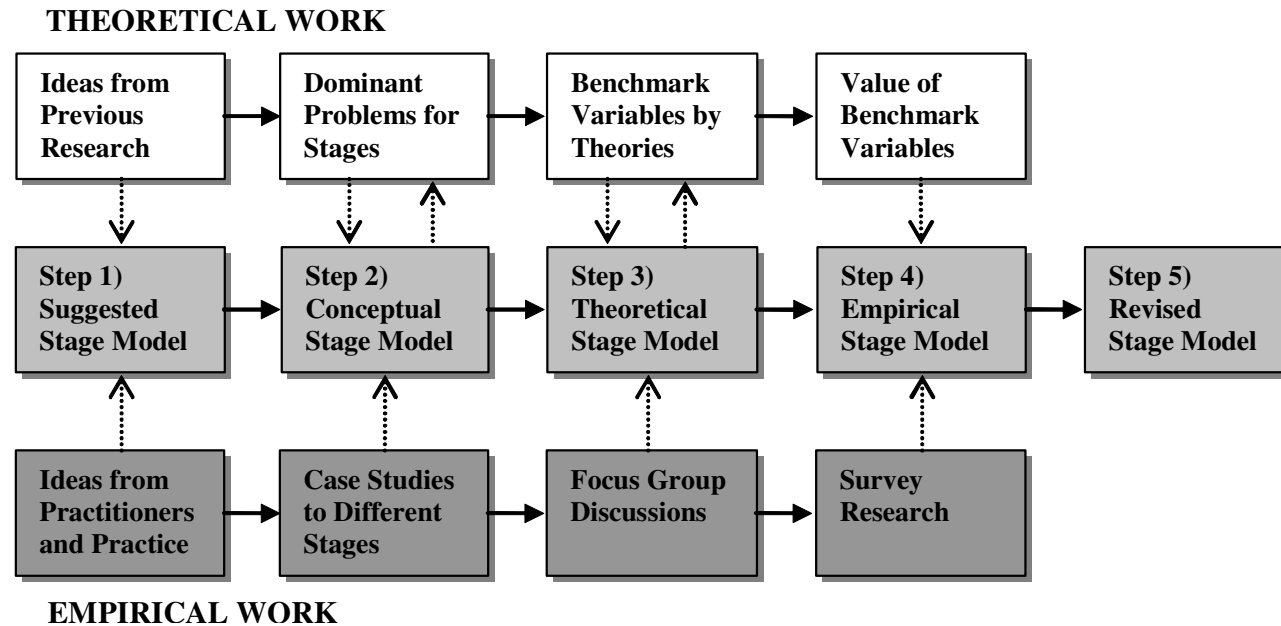 THEORETICAL WORK
Ideas from
Previous
Research
Dominant
Problems for
Stages
Benchmark
Variables by
Theories
Value of
Benchmark
Variables
Step 1)
Suggested
Stage Model
Step 2)
Conceptual
Stage Model
Step 3)
Theoretical
Stage Model
Step 4)
Empirical
Stage Model
Step 5)
Revised
Stage Model
Ideas from
Practitioners
and Practice
Case Studies
to Different
Stages
Focus Group
Discussions
Survey
Research
EMPIRICAL WORK